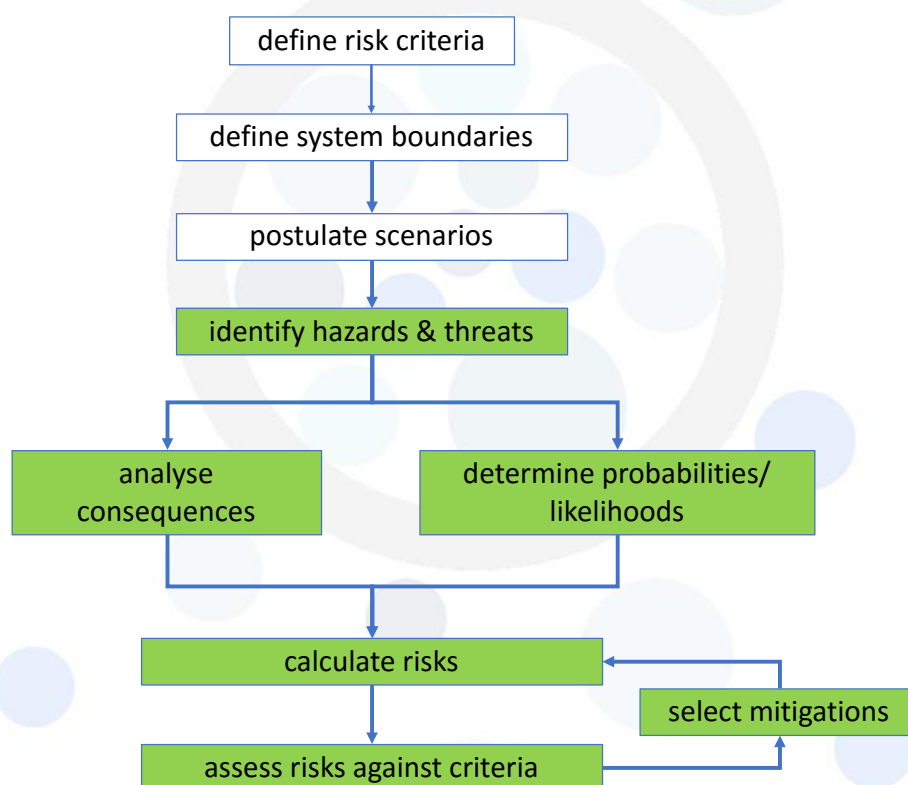 define risk criteria
define system boundaries
postulate scenarios
identify hazards & threats
analyse
consequences
determine probabilities/
likelihoods
calculate risks
select mitigations
assess risks against criteria